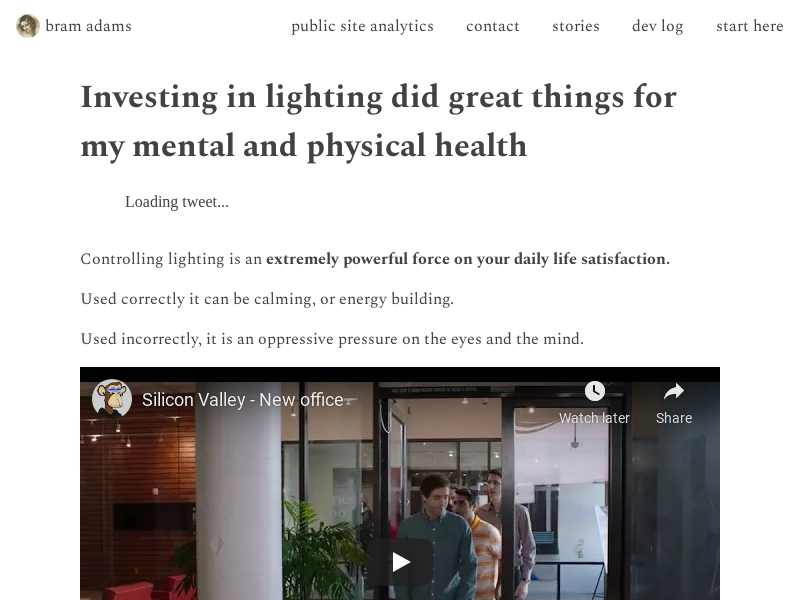 bram adams
public site analytics
contact
stories
dev log
start here
Investing in lighting did great things for
my mental and physical health
Loading tweet...
Controlling lighting is an extremely powerful force on your daily life satisfaction.
Used correctly it can be calming, or energy building.
Used incorrectly, it is an oppressive pressure on the eyes and the mind.
Silicon Valley - New office
Watch later
Share